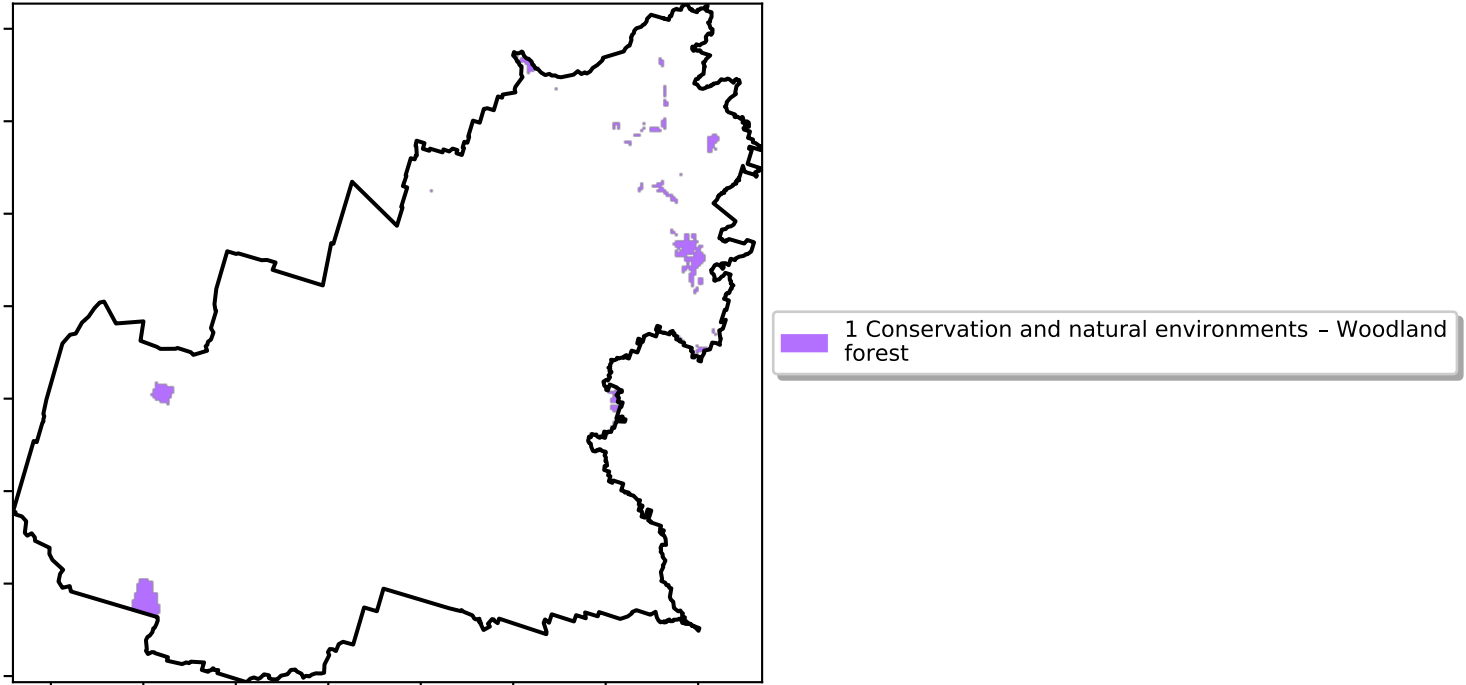 1 Conservation and natural environments – Woodland
forest